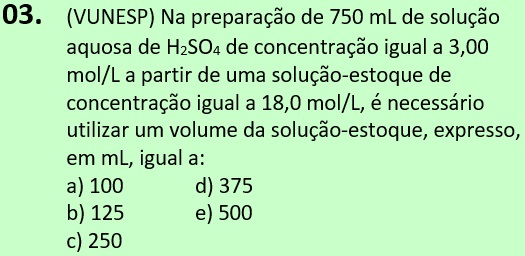 03. (VUNESP) Na preparação de 750 mL de solução
aquosa de H₂SO₄ de concentração igual a 3,00
mol/L a partir de uma solução-estoque de
concentração igual a 18,0 mol/L, é necessário
utilizar um volume da solução-estoque, expresso,
em mL, igual a:
a) 100 d) 375
b) 125 e) 500
c) 250